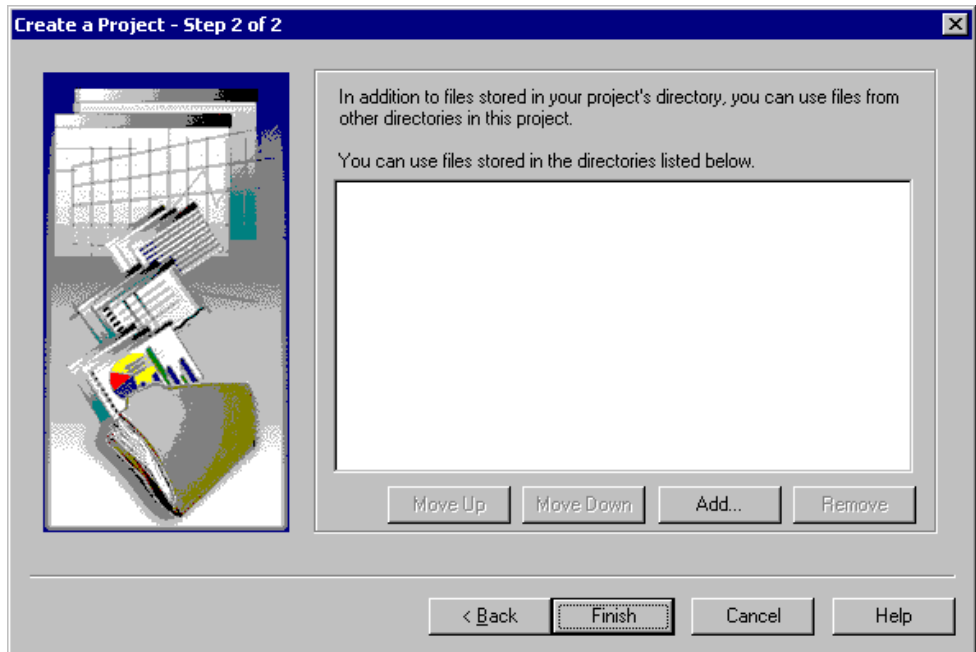 Create a Project - Step 2 of 2
In addition to files stored in your project's directory, you can use files from
other directories in this project.
You can use files stored in the directories listed below.
Move Up Move Down Add... Remove
< Back Finish Cancel Help